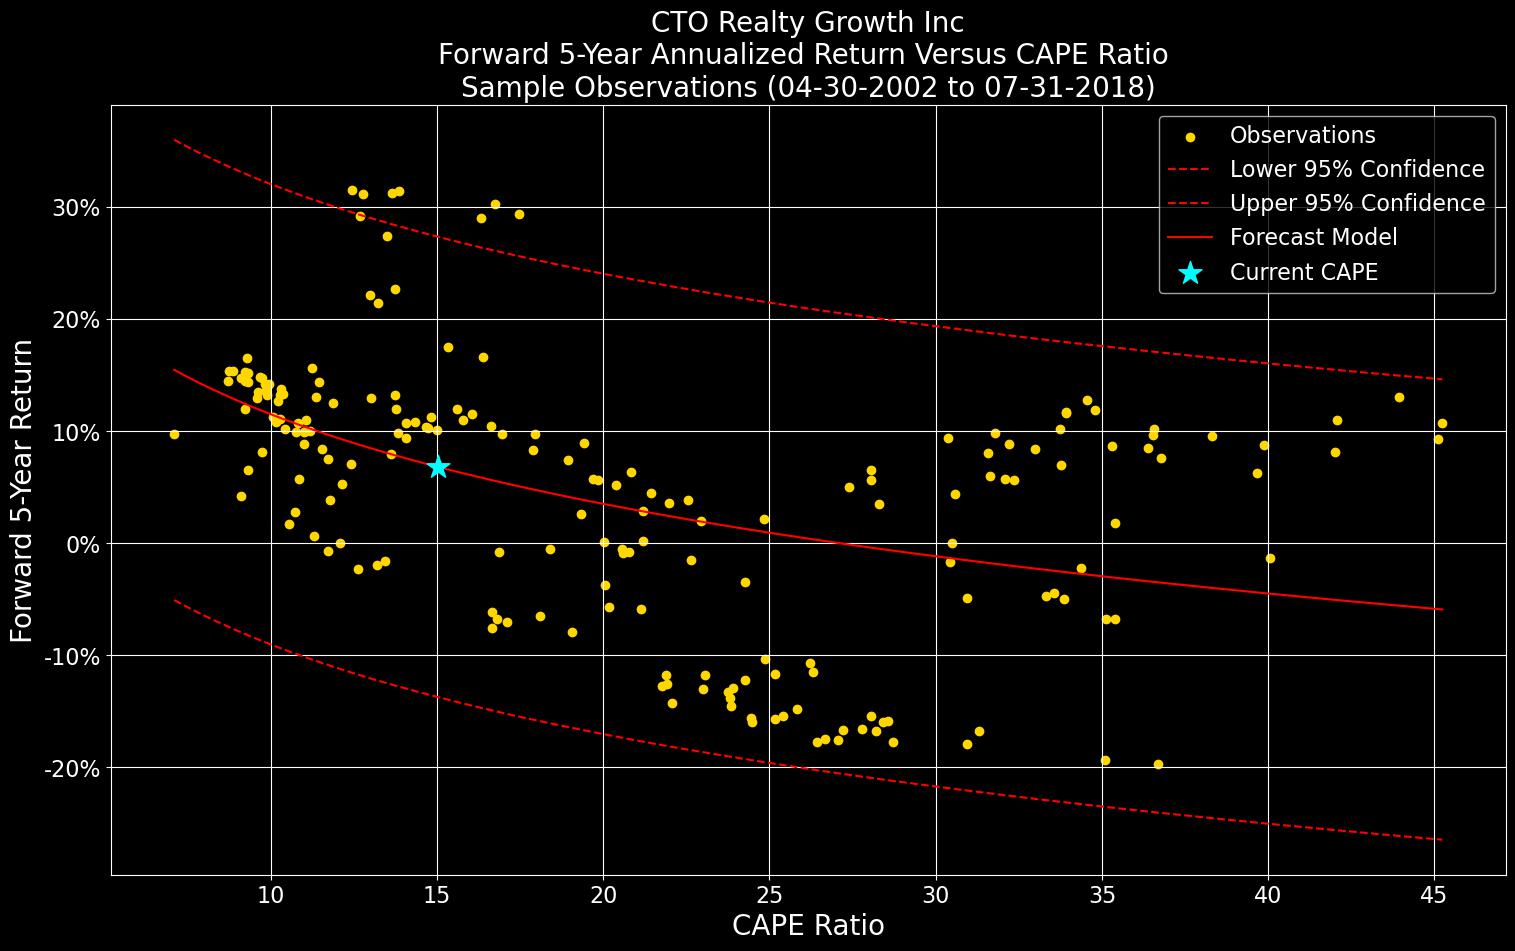 CTO Realty Growth Inc
Forward 5-Year Annualized Return Versus CAPE Ratio
Sample Observations (04-30-2002 to 07-31-2018)
Observations
Lower 95% Confidence
Upper 95% Confidence
Forecast Model
Current CAPE
Forward 5-Year Return
30%
20%
10%
0%
-10%
-20%
10 15 20 25 30 35 40 45
CAPE Ratio